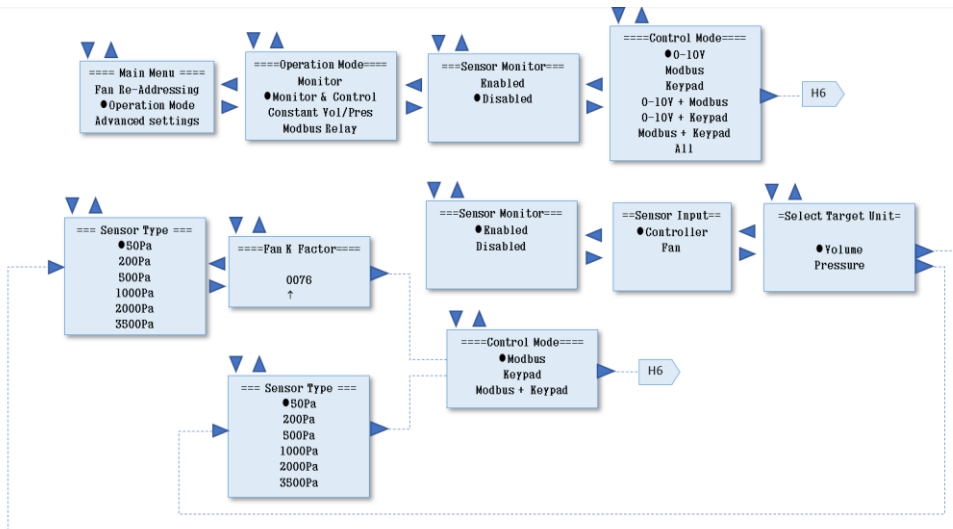 ==== Main Menu ====
Fan Re-Addressing
●Operation Mode
Advanced settings
====Operation Mode====
Monitor
●Monitor & Control
Constant Vol/Pres
Modbus Relay
===Sensor Monitor===
Enabled
●Disabled
====Control Mode====
●0-10V
Modbus
Keypad
0-10V + Modbus
0-10V + Keypad
Modbus + Keypad
All
H6
=== Sensor Type ===
●50Pa
200Pa
500Pa
1000Pa
2000Pa
3500Pa
====Fan K Factor====
0076
↑
===Sensor Monitor===
●Enabled
Disabled
==Sensor Input==
●Controller
Fan
=Select Target Unit=
●Volume
Pressure
=== Sensor Type ===
●50Pa
200Pa
500Pa
1000Pa
2000Pa
3500Pa
====Control Mode====
●Modbus
Keypad
Modbus + Keypad
H6